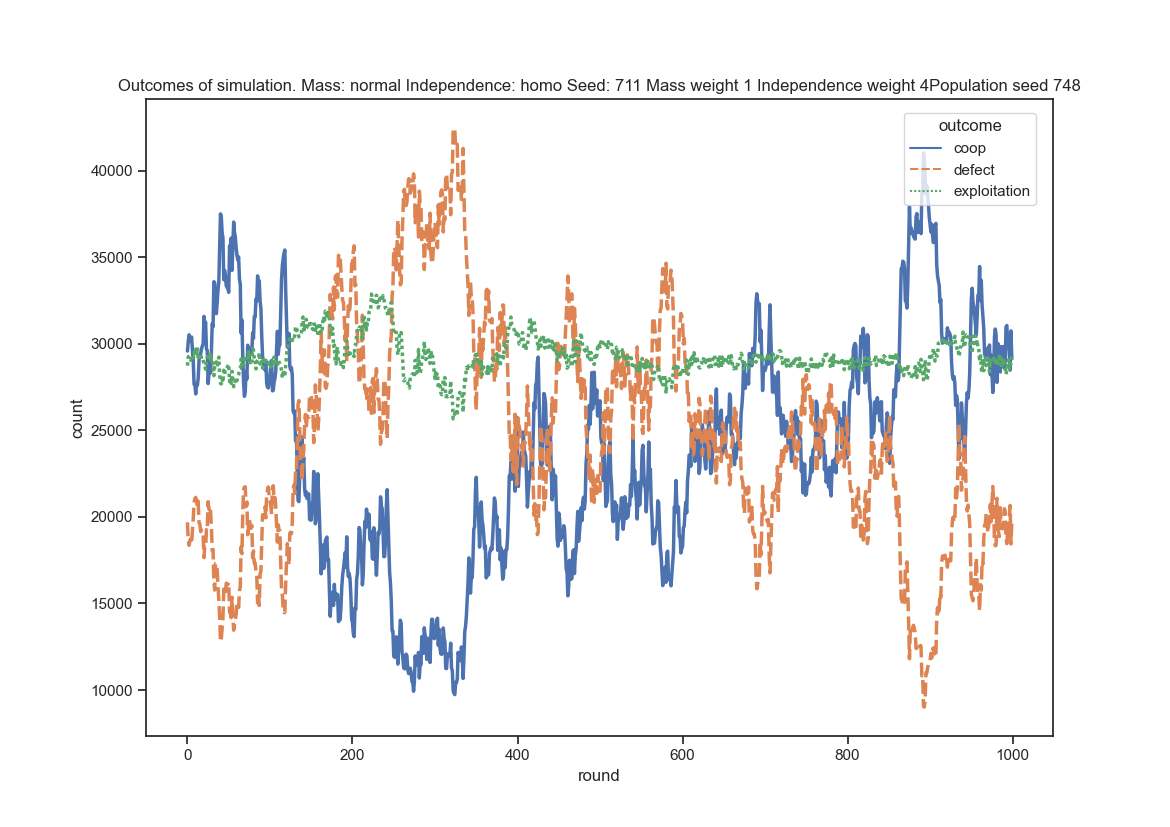 Outcomes of simulation. Mass: normal Independence: homo Seed: 711 Mass weight 1 Independence weight 4Population seed 748
outcome
coop
defect
exploitation
40000
35000
30000
25000
20000
15000
10000
count
0 200 400 600 800 1000
round